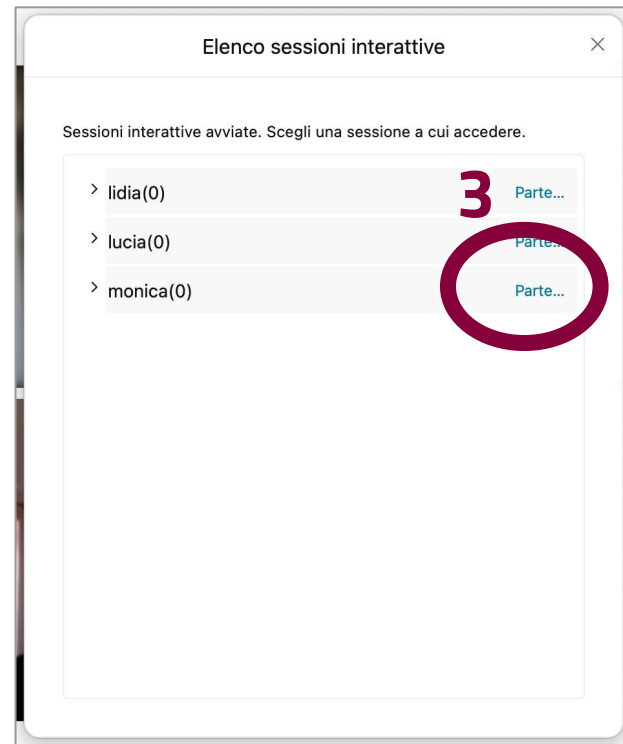 Elenco sessioni interattive
Sessioni interattive avviate. Scegli una sessione a cui accedere.
lidia(0) 3 Parte...
lucia(0) Parte...
monica(0) Parte...